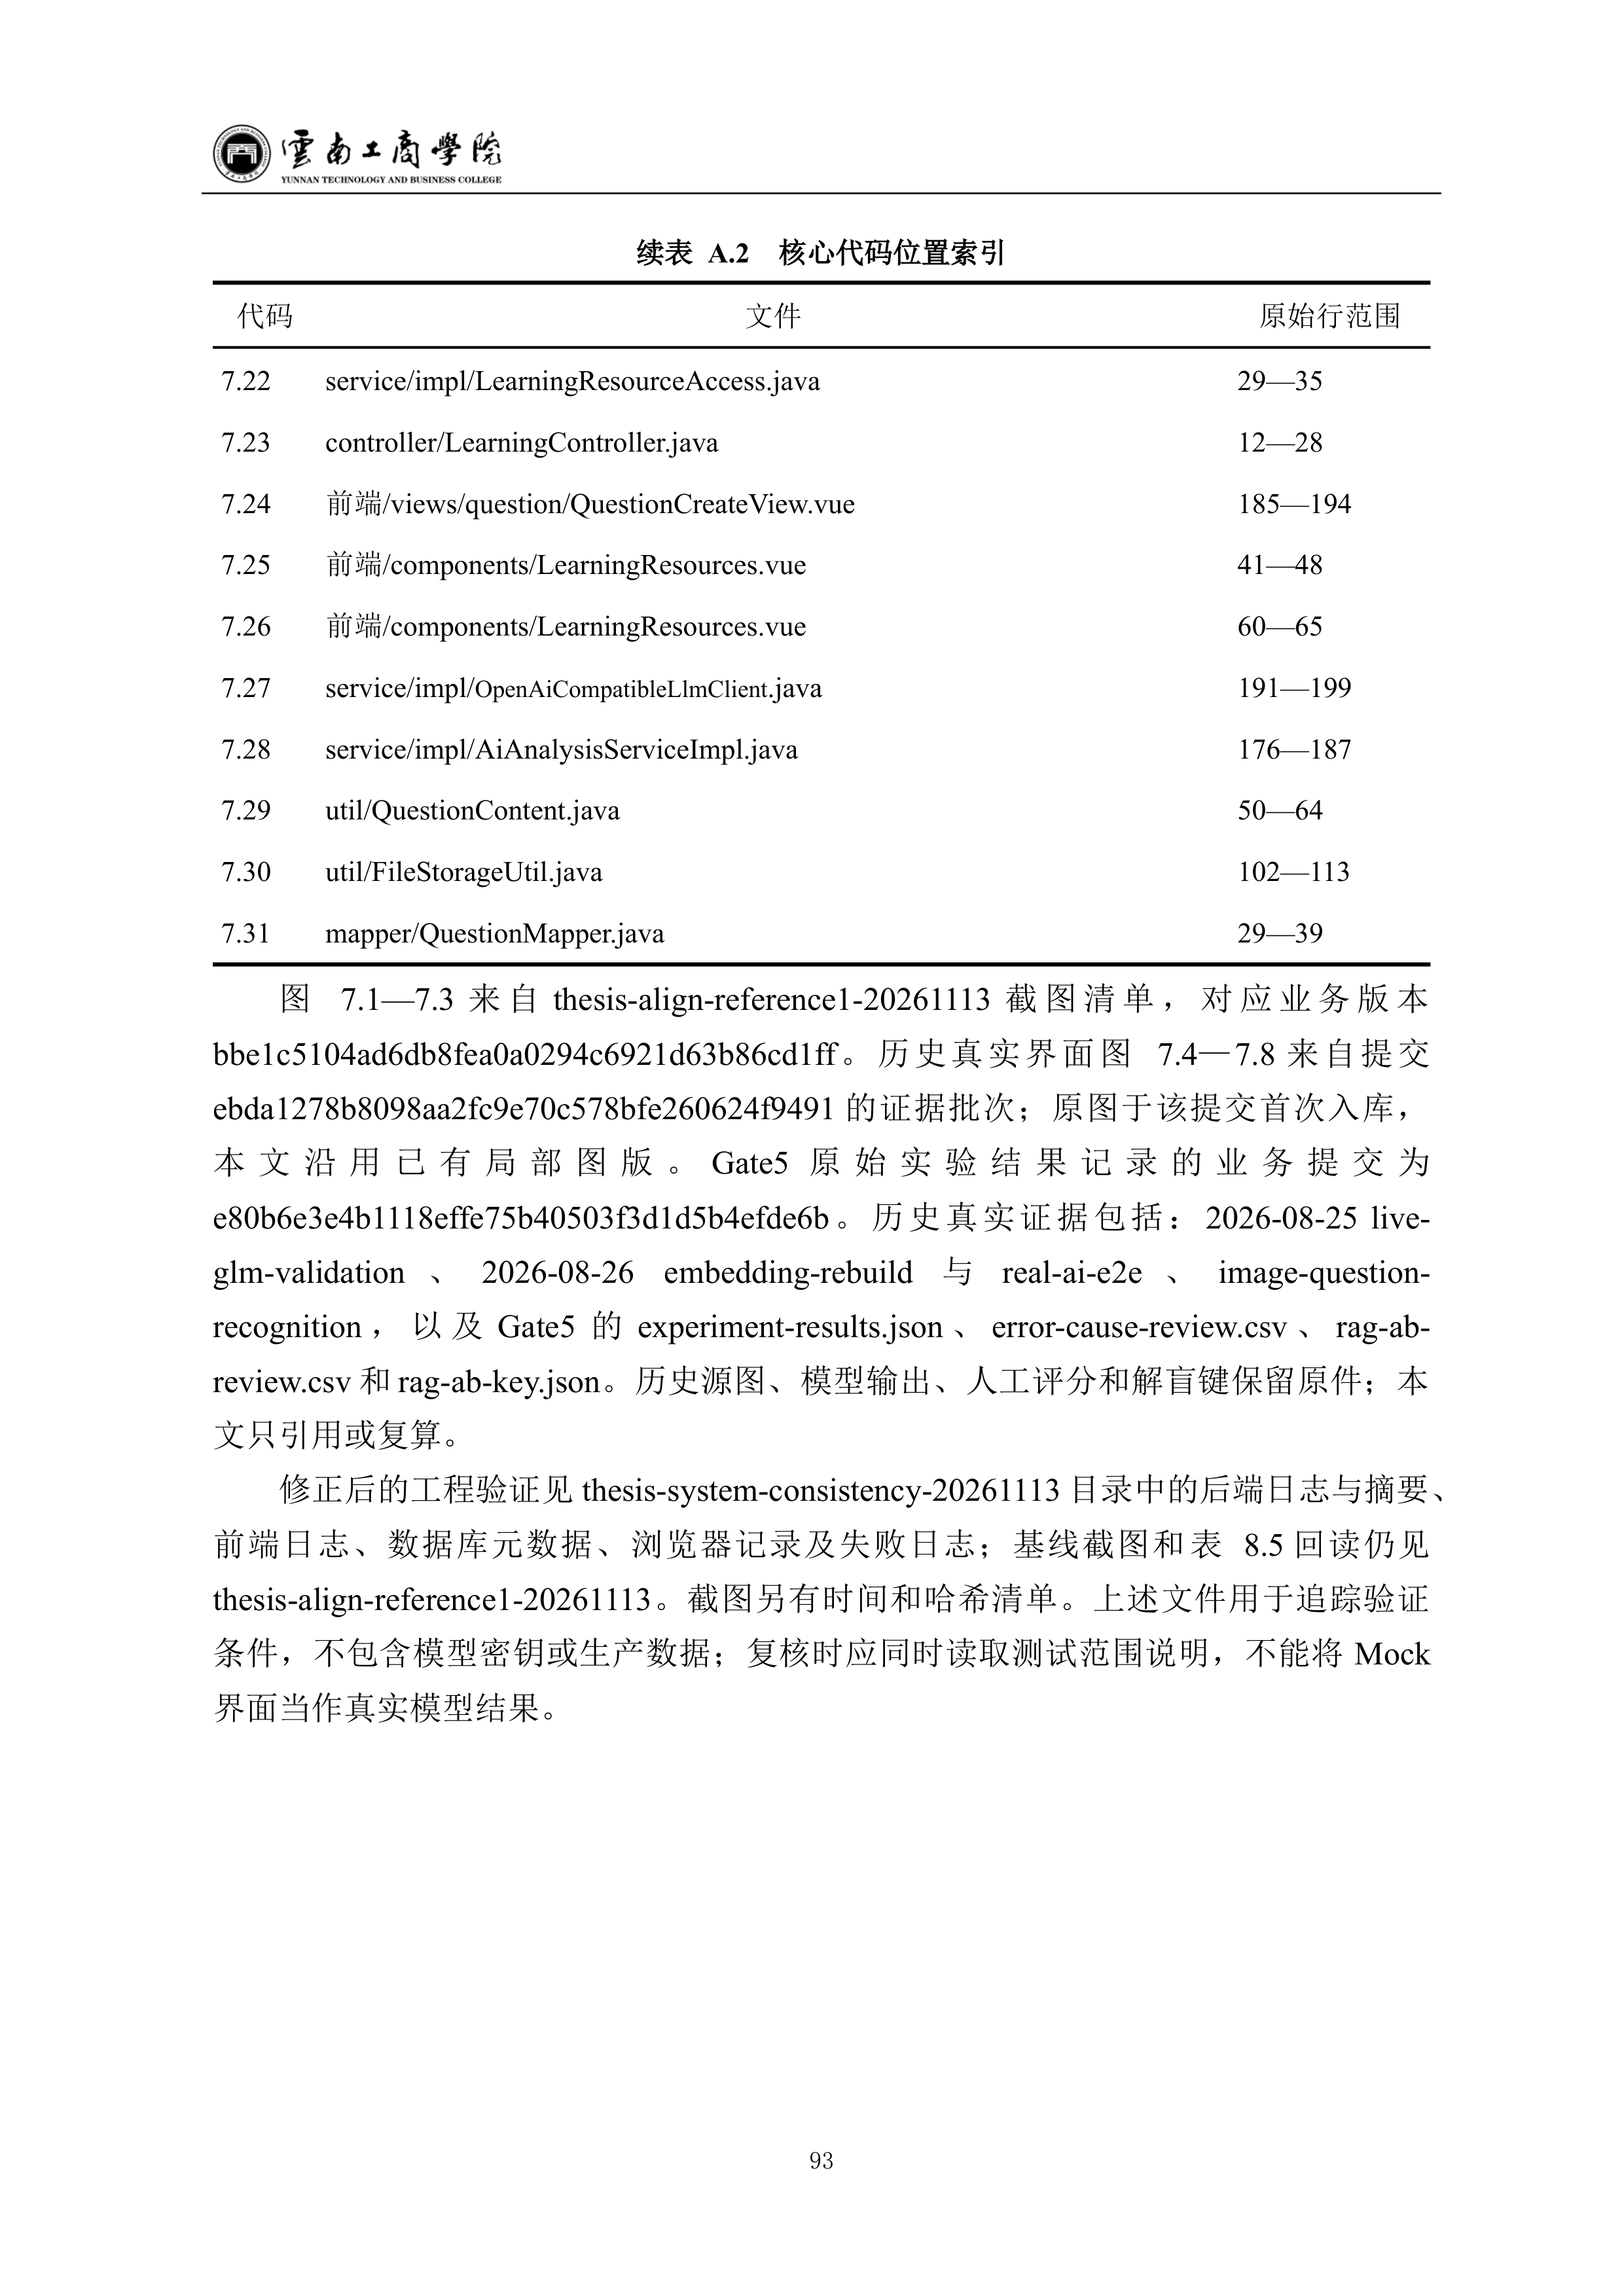 雲南工商學院
YUNNAN TECHNOLOGY AND BUSINESS COLLEGE
续表 A.2 核心代码位置索引
代码 文件 原始行范围
7.22 service/impl/LearningResourceAccess.java 29—35
7.23 controller/LearningController.java 12—28
7.24 前端/views/question/QuestionCreateView.vue 185—194
7.25 前端/components/LearningResources.vue 41—48
7.26 前端/components/LearningResources.vue 60—65
7.27 service/impl/OpenAiCompatibleLlmClient.java 191—199
7.28 service/impl/AiAnalysisServiceImpl.java 176—187
7.29 util/QuestionContent.java 50—64
7.30 util/FileStorageUtil.java 102—113
7.31 mapper/QuestionMapper.java 29—39
图 7.1—7.3 来自 thesis-align-reference1-20261113 截图清单，对应业务版本
bbe1c5104ad6db8fea0a0294c6921d63b86cd1ff。历史真实界面图 7.4—7.8 来自提交
ebda1278b8098aa2fc9e70c578bfe260624f9491 的证据批次；原图于该提交首次入库，
本文沿用已有局部图版。Gate5 原始实验结果记录的业务提交为
e80b6e3e4b1118effe75b40503f3d1d5b4efde6b。历史真实证据包括：2026-08-25 live-
glm-validation、2026-08-26 embedding-rebuild 与 real-ai-e2e、image-question-
recognition，以及 Gate5 的 experiment-results.json、error-cause-review.csv、rag-ab-
review.csv 和 rag-ab-key.json。历史源图、模型输出、人工评分和解盲键保留原件；本
文只引用或复算。
修正后的工程验证见 thesis-system-consistency-20261113 目录中的后端日志与摘要、
前端日志、数据库元数据、浏览器记录及失败日志；基线截图和表 8.5 回读仍见
thesis-align-reference1-20261113。截图另有时间和哈希清单。上述文件用于追踪验证
条件，不包含模型密钥或生产数据；复核时应同时读取测试范围说明，不能将 Mock
界面当作真实模型结果。
93